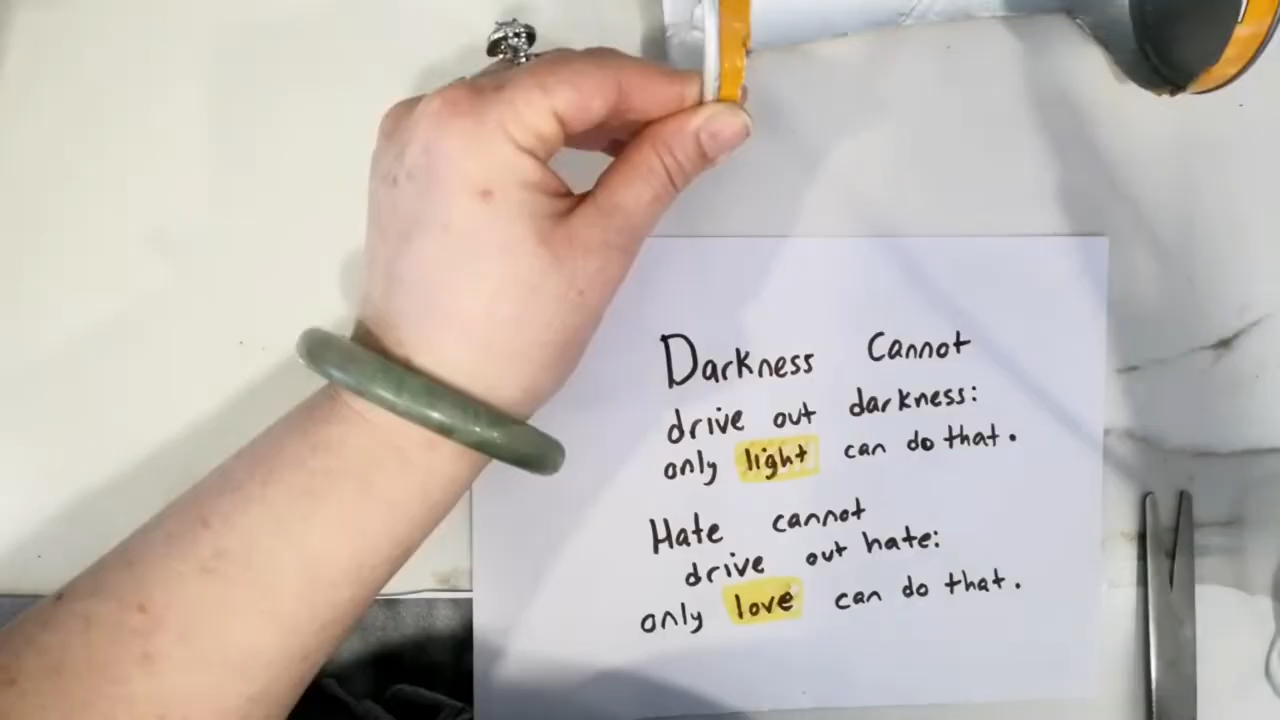 Darkness Cannot
drive out darkness:
only light can do that.
Hate cannot
drive out hate:
only love can do that.